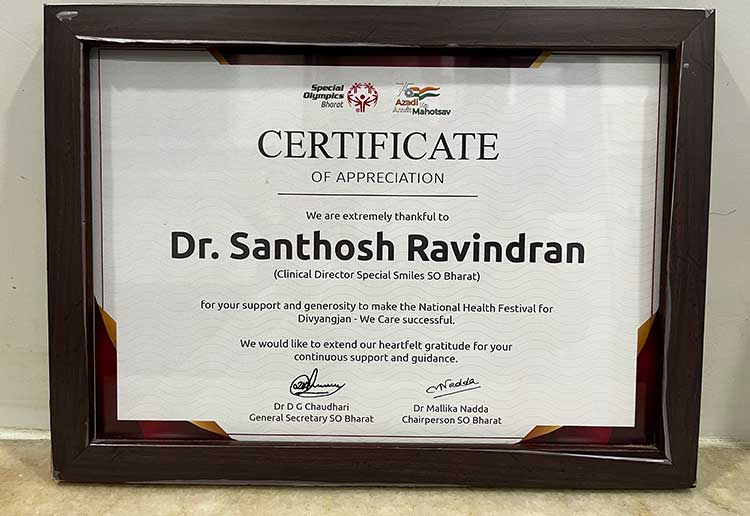 Special
Olympics
Bharat
75
Azadi Ka
Amrit Mahotsav
CERTIFICATE
OF APPRECIATION
We are extremely thankful to
Dr. Santhosh Ravindran
(Clinical Director Special Smiles SO Bharat)
for your support and generosity to make the National Health Festival for
Divyangjan - We Care successful.
We would like to extend our heartfelt gratitude for your
continuous support and guidance.
Nadda
Dr D G Chaudhari
General Secretary SO Bharat
Dr Mallika Nadda
Chairperson SO Bharat